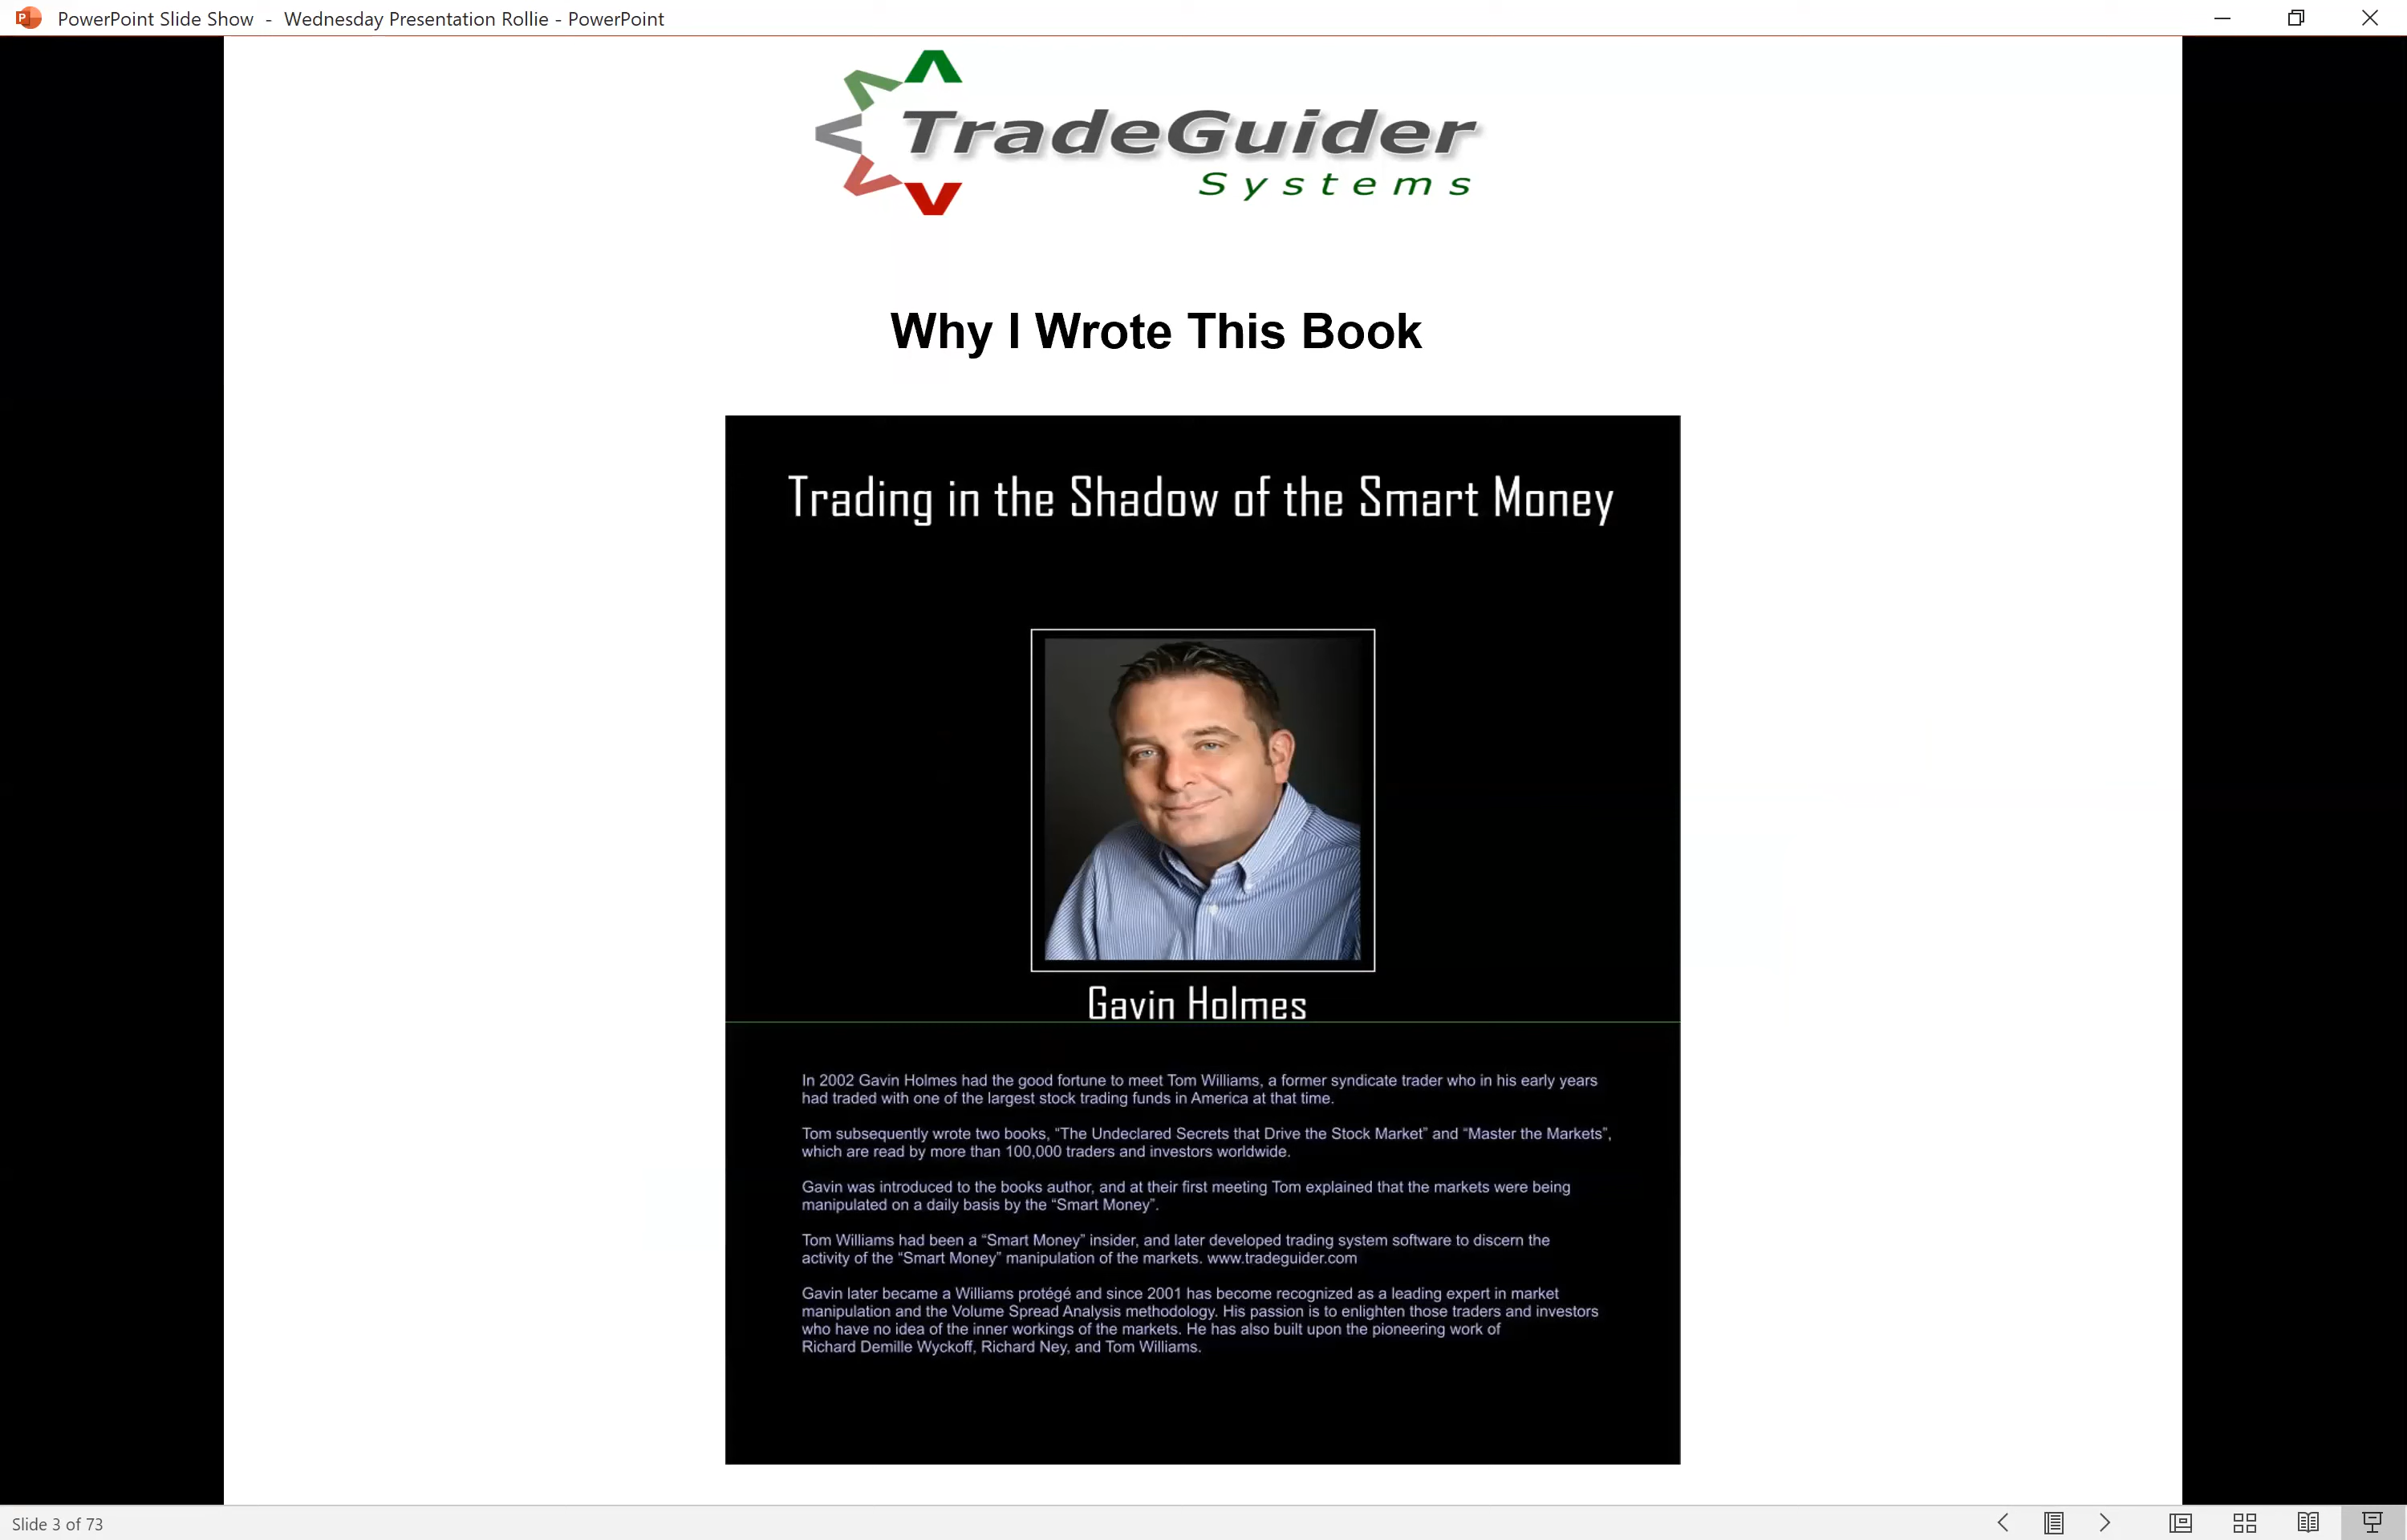 PowerPoint Slide Show - Wednesday Presentation Rollie - PowerPoint
TradeGuider
Systems
Why I Wrote This Book
Trading in the Shadow of the Smart Money
Gavin Holmes
In 2002 Gavin Holmes had the good fortune to meet Tom Williams, a former syndicate trader who in his early years
had traded with one of the largest stock trading funds in America at that time.
Tom subsequently wrote two books, “The Undeclared Secrets that Drive the Stock Market” and “Master the Markets”,
which are read by more than 100,000 traders and investors worldwide.
Gavin was introduced to the books author, and at their first meeting Tom explained that the markets were being
manipulated on a daily basis by the “Smart Money”.
Tom Williams had been a “Smart Money” insider, and later developed trading system software to discern the
activity of the “Smart Money” manipulation of the markets. www.tradeguider.com
Gavin later became a Williams protégé and since 2001 has become recognized as a leading expert in market
manipulation and the Volume Spread Analysis methodology. His passion is to enlighten those traders and investors
who have no idea of the inner workings of the markets. He has also built upon the pioneering work of
Richard Demille Wyckoff, Richard Ney, and Tom Williams.
Slide 3 of 73